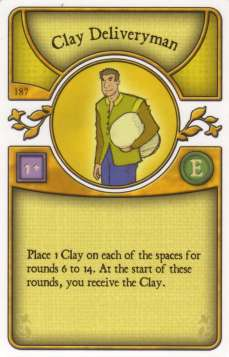 Clay Deliveryman
187
1+
E
Place 1 Clay on each of the spaces for
rounds 6 to 14. At the start of these
rounds, you receive the Clay.